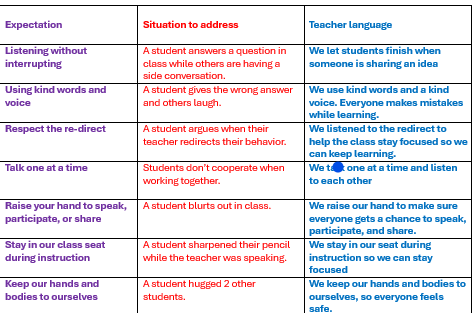 Expectation
Situation to address
Teacher language
Listening without
interrupting
A student answers a question in
class while others are having a
side conversation.
We let students finish when
someone is sharing an idea
Using kind words and
voice
A student gives the wrong answer
and others laugh.
We use kind words and a kind
voice. Everyone makes mistakes
while learning.
Respect the re-direct
A student argues when their
teacher redirects their behavior.
We listened to the redirect to
help the class stay focused so we
can keep learning.
Talk one at a time
Students don't cooperate when
working together.
We one at a time and listen
to each other
Raise your hand to speak,
participate, or share
A student blurts out in class.
We raise our hand to make sure
everyone gets a chance to speak,
participate, and share.
Stay in our class seat
during instruction
A student sharpened their pencil
while the teacher was speaking.
We stay in our seat during
instruction so we can stay
focused
Keep our hands and
bodies to ourselves
A student hugged 2 other
students.
We keep our hands and bodies to
ourselves, so everyone feels
safe.